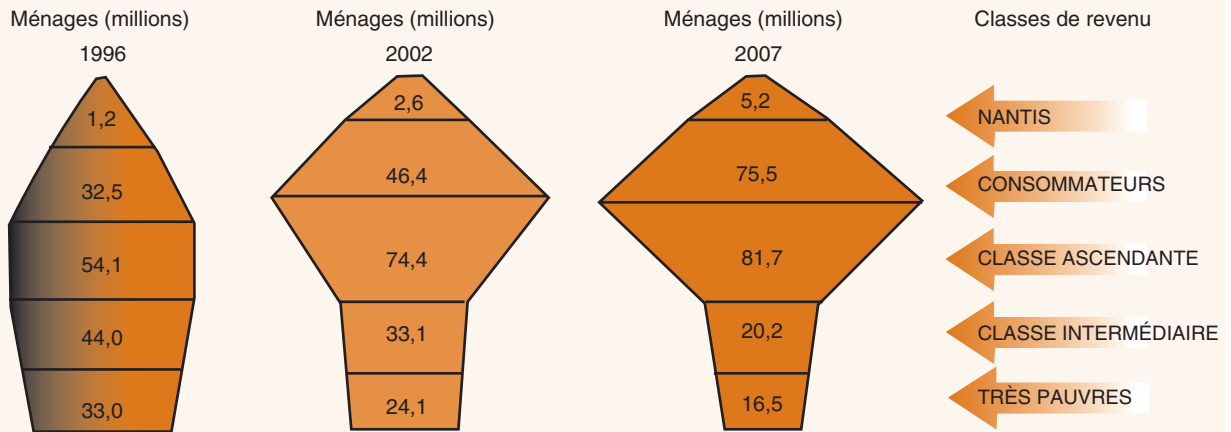 Ménages (millions)
Ménages (millions)
Ménages (millions)
Classes de revenu
1996
2002
2007
1,2
2,6
5,2
NANTIS
32,5
46,4
75,5
CONSOMMATEURS
54,1
74,4
81,7
CLASSE ASCENDANTE
44,0
33,1
20,2
CLASSE INTERMÉDIAIRE
33,0
24,1
16,5
TRÈS PAUVRES